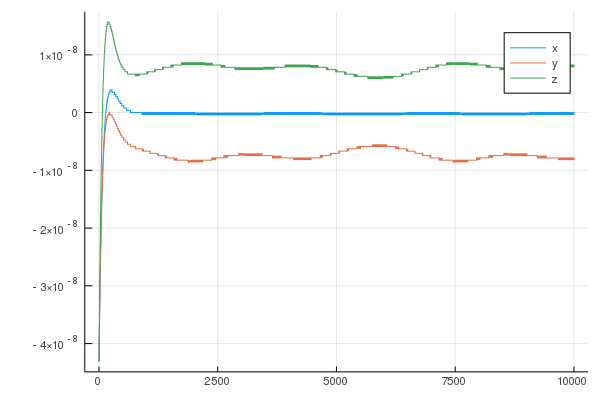 1×10⁻⁸
0
- 1×10⁻⁸
- 2×10⁻⁸
- 3×10⁻⁸
- 4×10⁻⁸
0 2500 5000 7500 10000
x
y
z